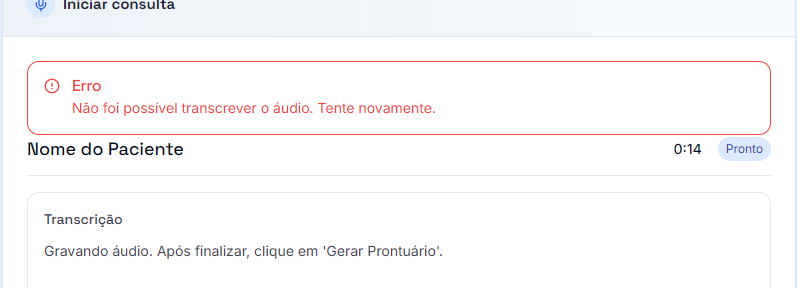 Iniciar consulta
Erro
Não foi possível transcrever o áudio. Tente novamente.
Nome do Paciente
0:14
Pronto
Transcrição
Gravando áudio. Após finalizar, clique em 'Gerar Prontuário'.